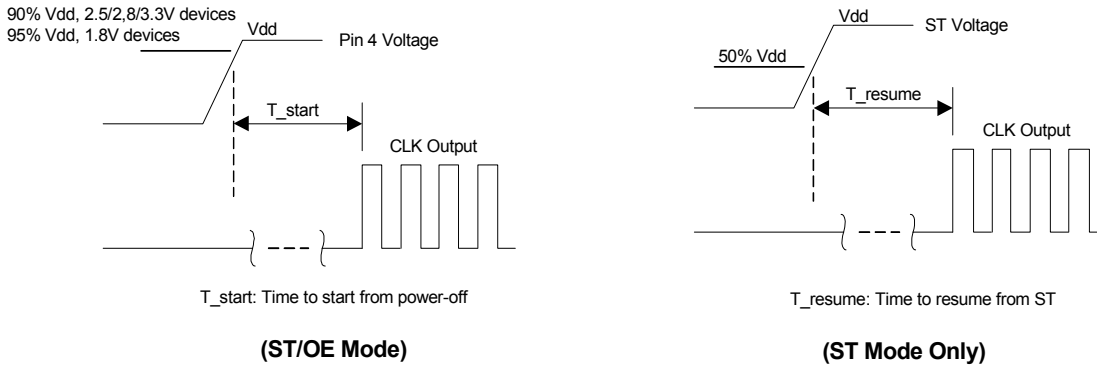 90% Vdd, 2.5/2,8/3.3V devices
95% Vdd, 1.8V devices
Vdd
Pin 4 Voltage
T_start
CLK Output
T_start: Time to start from power-off
(ST/OE Mode)
Vdd
ST Voltage
50% Vdd
T_resume
CLK Output
T_resume: Time to resume from ST
(ST Mode Only)